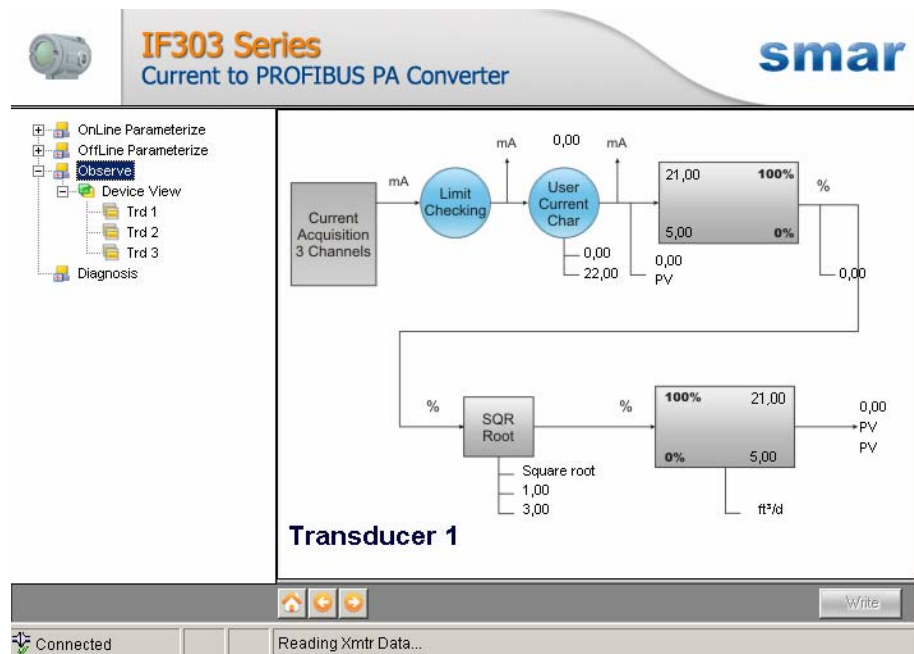 IF303 Series
Current to PROFIBUS PA Converter
smar
OnLine Parameterize
OffLine Parameterize
Observe
Device View
Trd 1
Trd 2
Trd 3
Diagnosis
mA
0,00
mA
mA
Current
Acquisition
3 Channels
Limit
Checking
User
Current
Char
0,00
22,00
0,00
PV
21,00
100%
5,00
0%
%
0,00
%
SQR
Root
%
Square root
1,00
3,00
100%
21,00
0%
5,00
0,00
PV
PV
ft³/d
Transducer 1
Write
Connected
Reading Xmtr Data...